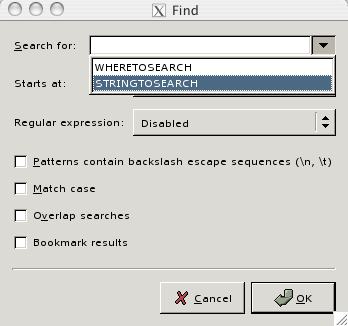 Find
Search for:
WHERETOSEARCH
STRINGTOSEARCH
Starts at:
Regular expression: Disabled
Patterns contain backslash escape sequences (\n, \t)
Match case
Overlap searches
Bookmark results
Cancel OK